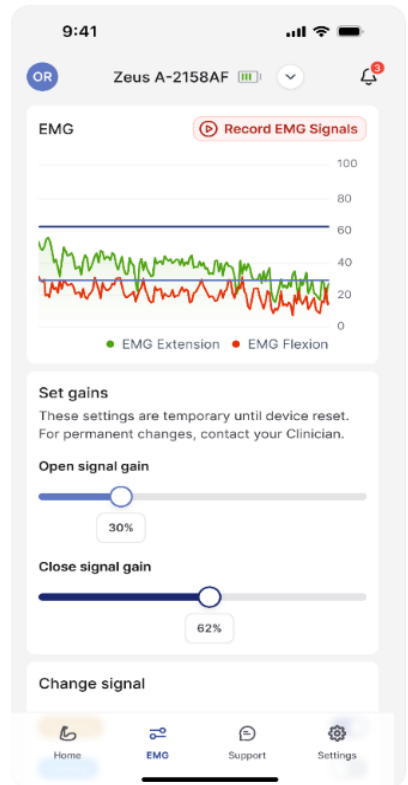 9:41
OR
Zeus A-2158AF
3
EMG
Record EMG Signals
100
80
60
40
20
0
EMG Extension
EMG Flexion
Set gains
These settings are temporary until device reset.
For permanent changes, contact your Clinician.
Open signal gain
30%
Close signal gain
62%
Change signal
Home
EMG
Support
Settings